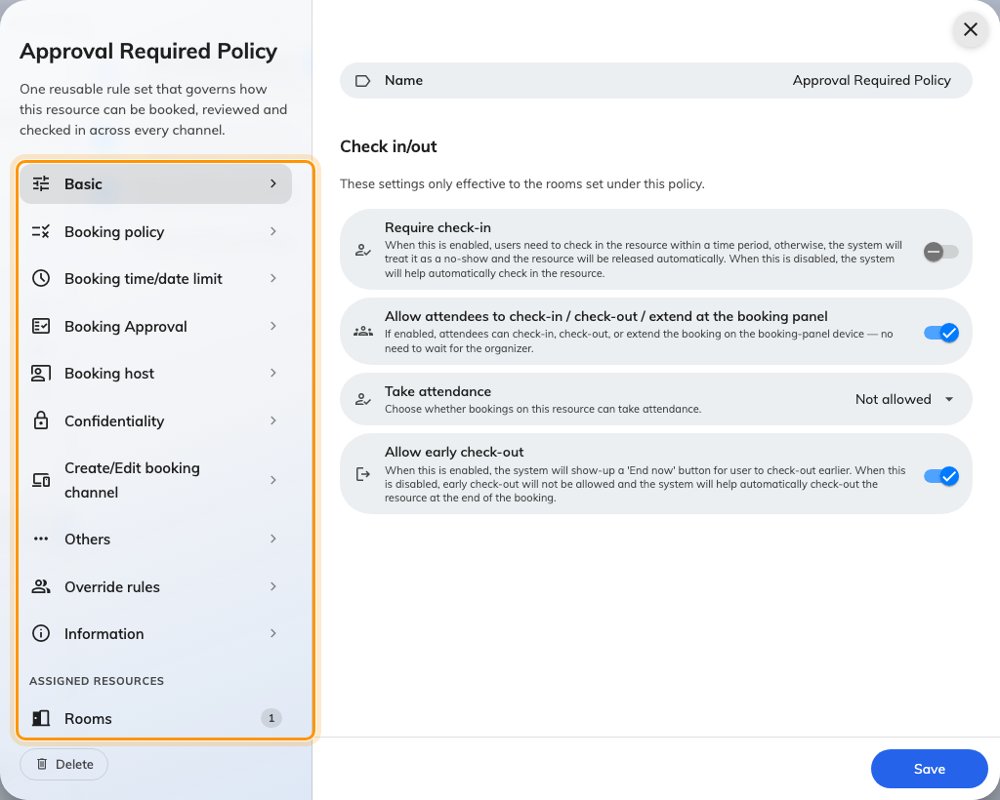 Approval Required Policy
One reusable rule set that governs how
this resource can be booked, reviewed and
checked in across every channel.
Basic
Booking policy
Booking time/date limit
Booking Approval
Booking host
Confidentiality
Create/Edit booking
channel
Others
Override rules
Information
ASSIGNED RESOURCES
Rooms 1
Delete
Name Approval Required Policy
Check in/out
These settings only effective to the rooms set under this policy.
Require check-in
When this is enabled, users need to check in the resource within a time period, otherwise, the system will
treat it as a no-show and the resource will be released automatically. When this is disabled, the system
will help automatically check in the resource.
Allow attendees to check-in / check-out / extend at the booking panel
If enabled, attendees can check-in, check-out, or extend the booking on the booking-panel device — no
need to wait for the organizer.
Take attendance
Choose whether bookings on this resource can take attendance.
Not allowed
Allow early check-out
When this is enabled, the system will show-up a 'End now' button for user to check-out earlier. When this
is disabled, early check-out will not be allowed and the system will help automatically check-out the
resource at the end of the booking.
Save